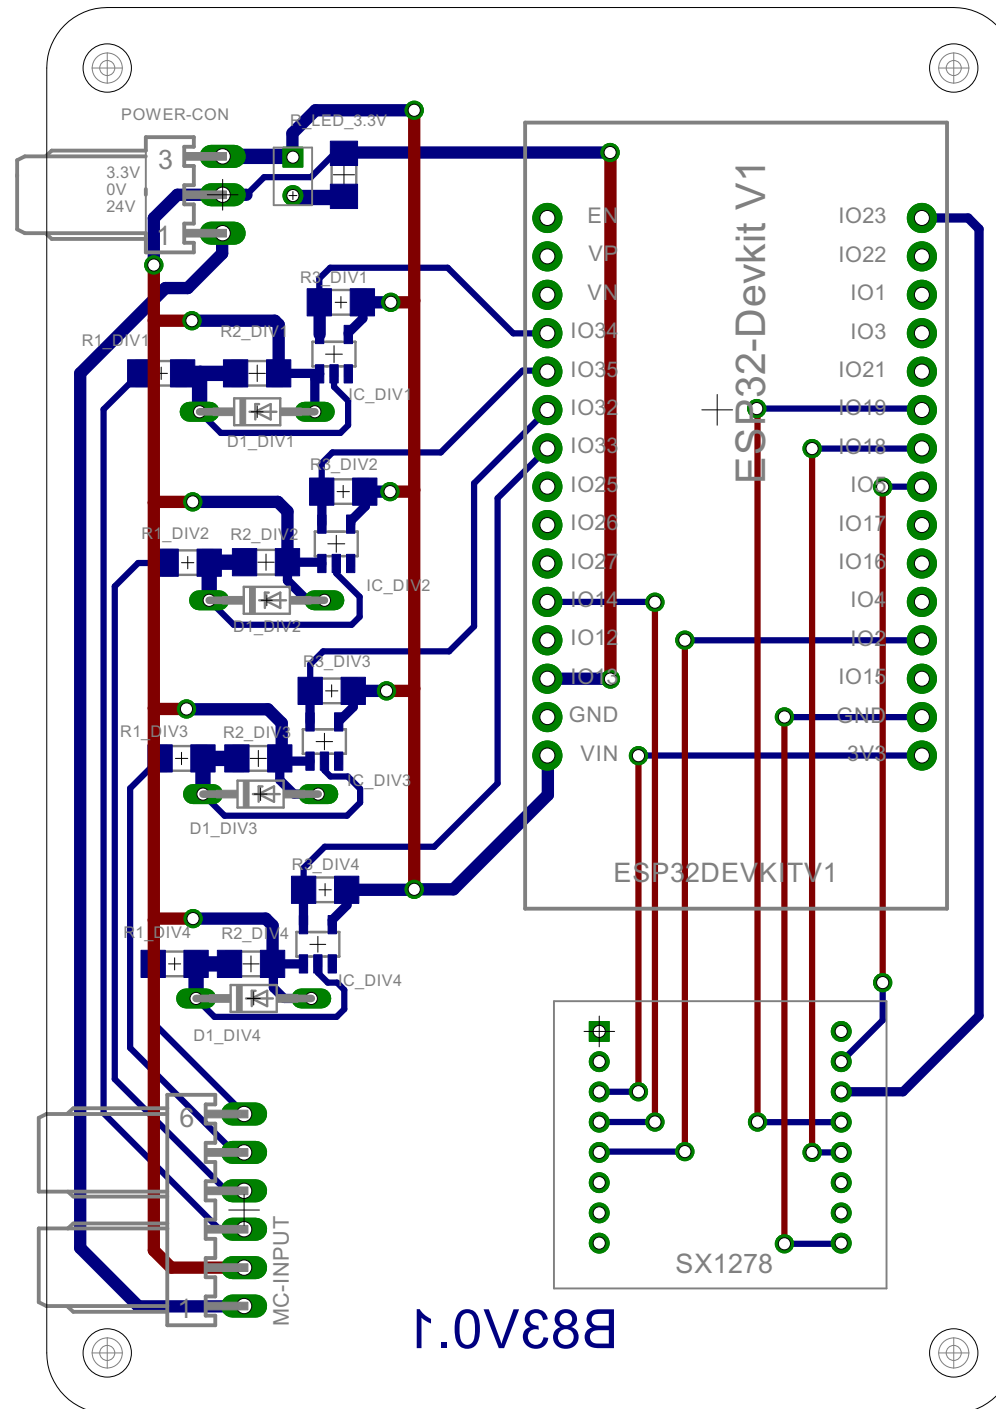 POWER-CON
R_LED_3.3V
3
3.3V
0V
24V
1
ESP32-Devkit V1
EN
VP
VN
IO34
IO35
IO32
IO33
IO25
IO26
IO27
IO14
IO12
IO13
GND
VIN
IO23
IO22
IO1
IO3
IO21
IO19
IO18
IO5
IO17
IO16
IO4
IO2
IO15
GND
3V3
ESP32DEVKITV1
R3_DIV1
R1_DIV1
R2_DIV1
IC_DIV1
D1_DIV1
R3_DIV2
R1_DIV2
R2_DIV2
IC_DIV2
D1_DIV2
R3_DIV3
R1_DIV3
R2_DIV3
IC_DIV3
D1_DIV3
R3_DIV4
R1_DIV4
R2_DIV4
IC_DIV4
D1_DIV4
6
1
MC-INPUT
SX1278
B83V0.1